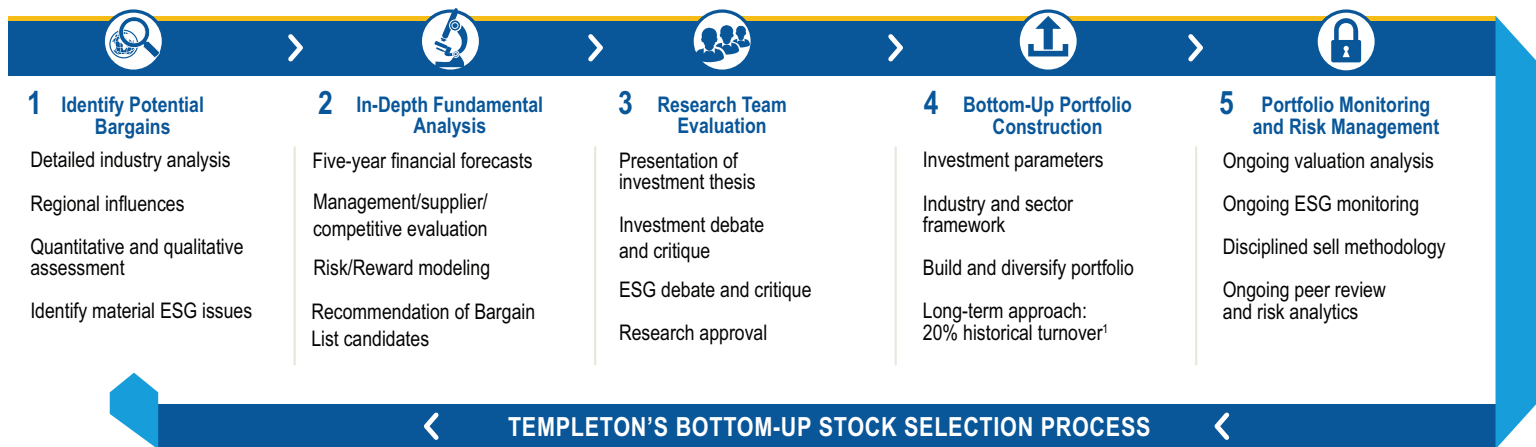 1 Identify Potential
Bargains
Detailed industry analysis
Regional influences
Quantitative and qualitative
assessment
Identify material ESG issues
2 In-Depth Fundamental
Analysis
Five-year financial forecasts
Management/supplier/
competitive evaluation
Risk/Reward modeling
Recommendation of Bargain
List candidates
3 Research Team
Evaluation
Presentation of
investment thesis
Investment debate
and critique
ESG debate and critique
Research approval
4 Bottom-Up Portfolio
Construction
Investment parameters
Industry and sector
framework
Build and diversify portfolio
Long-term approach:
20% historical turnover¹
5 Portfolio Monitoring
and Risk Management
Ongoing valuation analysis
Ongoing ESG monitoring
Disciplined sell methodology
Ongoing peer review
and risk analytics
TEMPLETON’S BOTTOM-UP STOCK SELECTION PROCESS